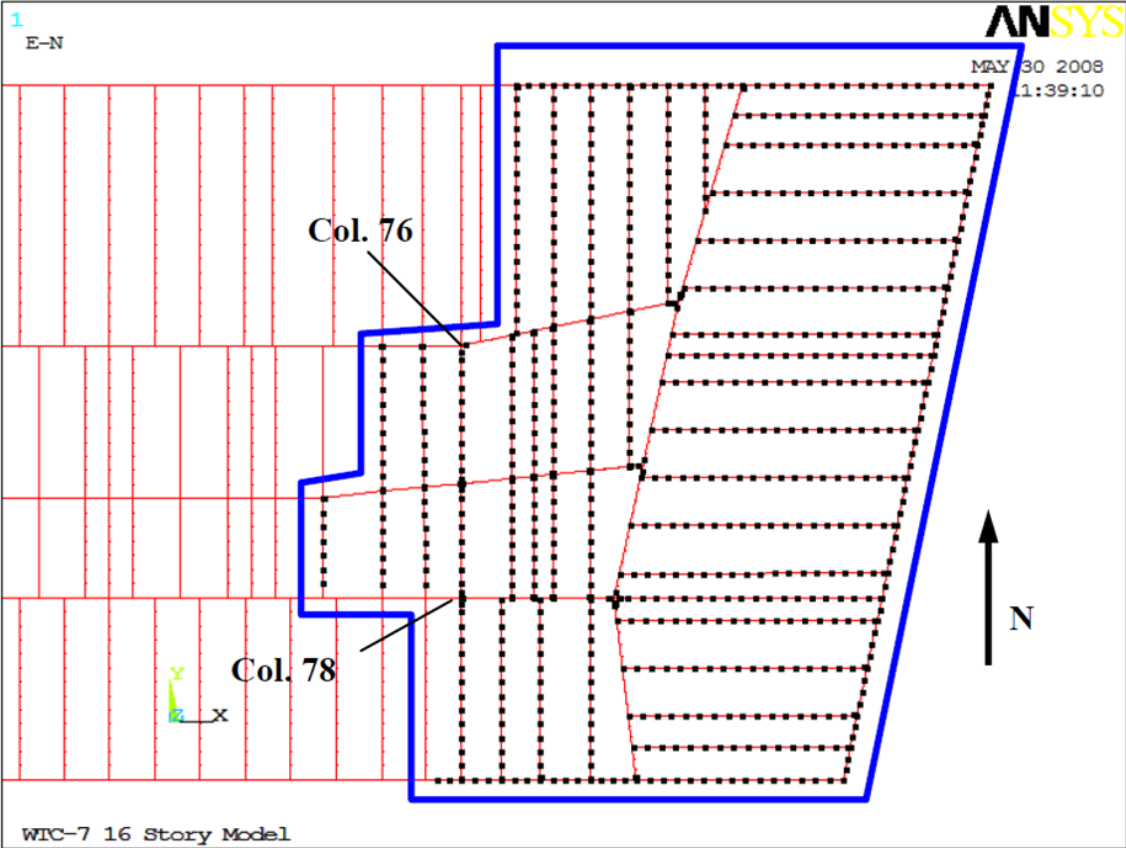 1
E-N
ANSYS
MAY 30 2008
11:39:10
Col. 76
N
Col. 78
Y
Z X
WTC-7 16 Story Model